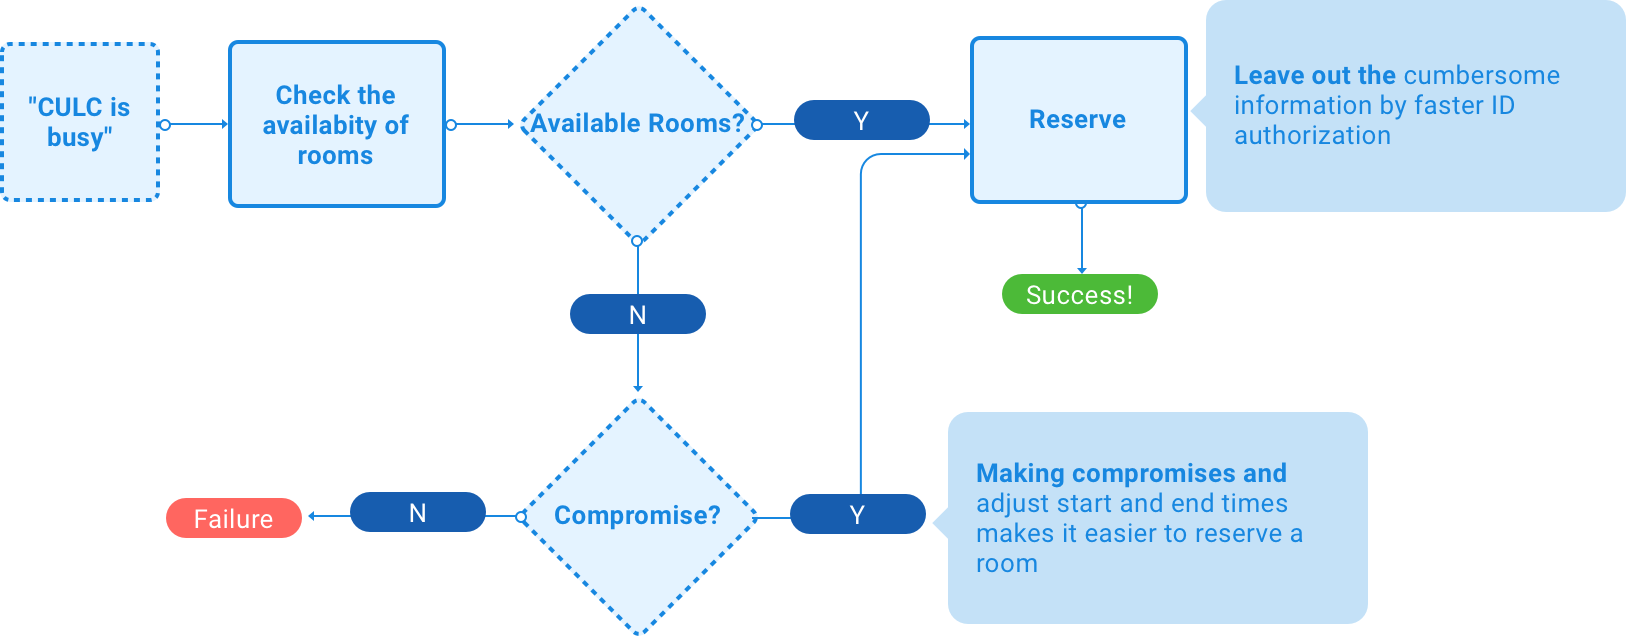 "CULC is
busy"
Check the
availabity of
rooms
Available Rooms?
Y
Reserve
Leave out the cumbersome
information by faster ID
authorization
N
Success!
Failure
N
Compromise?
Y
Making compromises and
adjust start and end times
makes it easier to reserve a
room